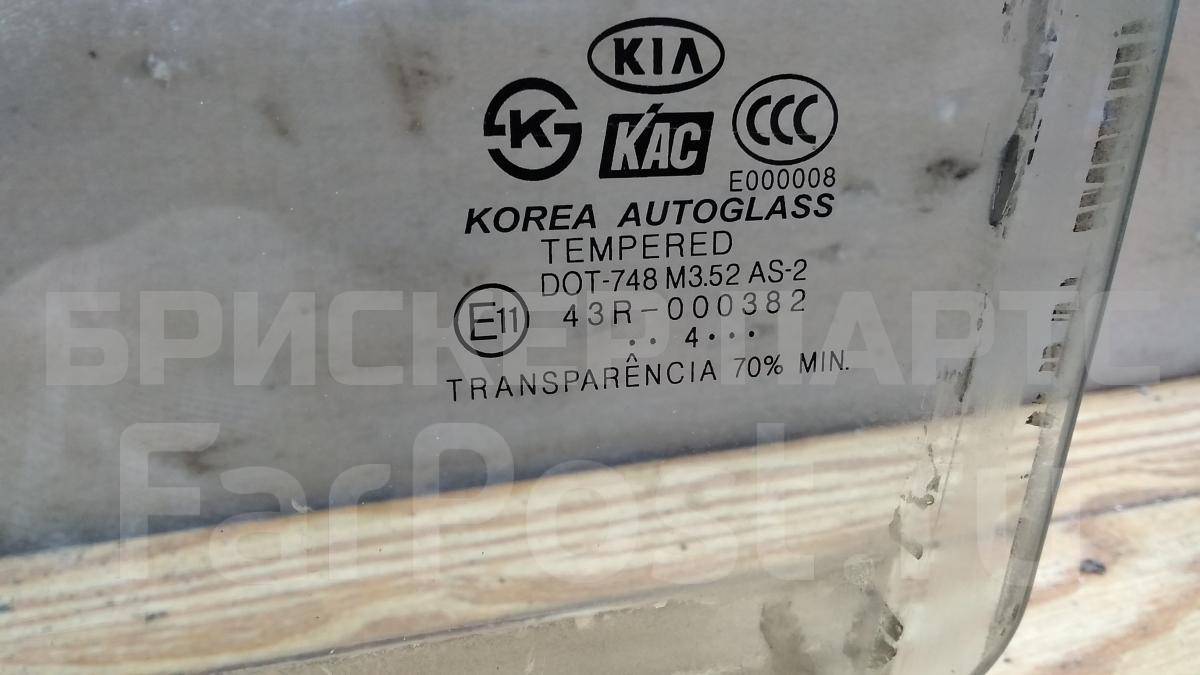 KIA
K KAC CCC
E000008
KOREA AUTOGLASS
TEMPERED
DOT-748 M3.52 AS-2
E11 43R-000382
.. 4...
TRANSPARÊNCIA 70% MIN.
БРИСКЕР ПАРТС
FarPost.ru